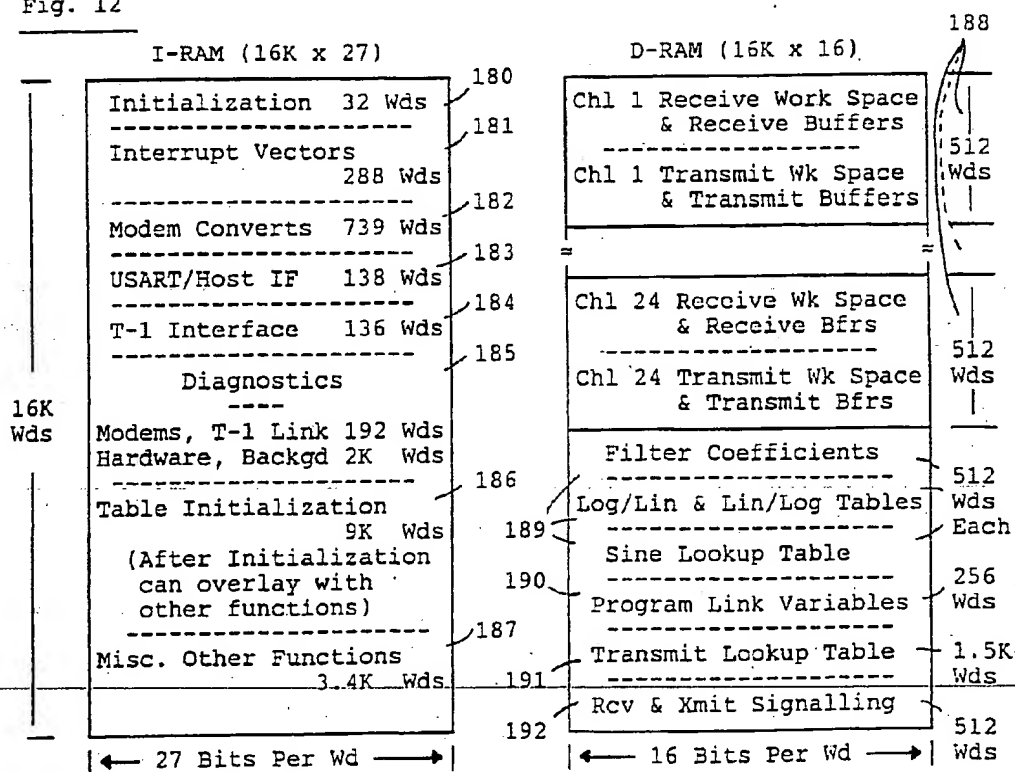 Fig. 12
I-RAM (16K x 27)
180
Initialization 32 Wds
181
Interrupt Vectors
288 Wds
182
Modem Converts 739 Wds
183
USART/Host IF 138 Wds
184
T-1 Interface 136 Wds
185
Diagnostics
Modems, T-1 Link 192 Wds
Hardware, Backgd 2K Wds
186
Table Initialization
9K Wds
(After Initialization
can overlay with
other functions)
187
Misc. Other Functions
3.4K Wds
16K
Wds
27 Bits Per Wd
D-RAM (16K x 16)
188
Chl 1 Receive Work Space
& Receive Buffers
Chl 1 Transmit Wk Space
& Transmit Buffers
512
Wds
≈ ≈
Chl 24 Receive Wk Space
& Receive Bfrs
Chl 24 Transmit Wk Space
& Transmit Bfrs
512
Wds
Filter Coefficients
189
Log/Lin & Lin/Log Tables
Sine Lookup Table
512
Wds
Each
190
Program Link Variables
256
Wds
191
Transmit Lookup Table
1.5K
Wds
192
Rcv & Xmit Signalling
512
Wds
16 Bits Per Wd